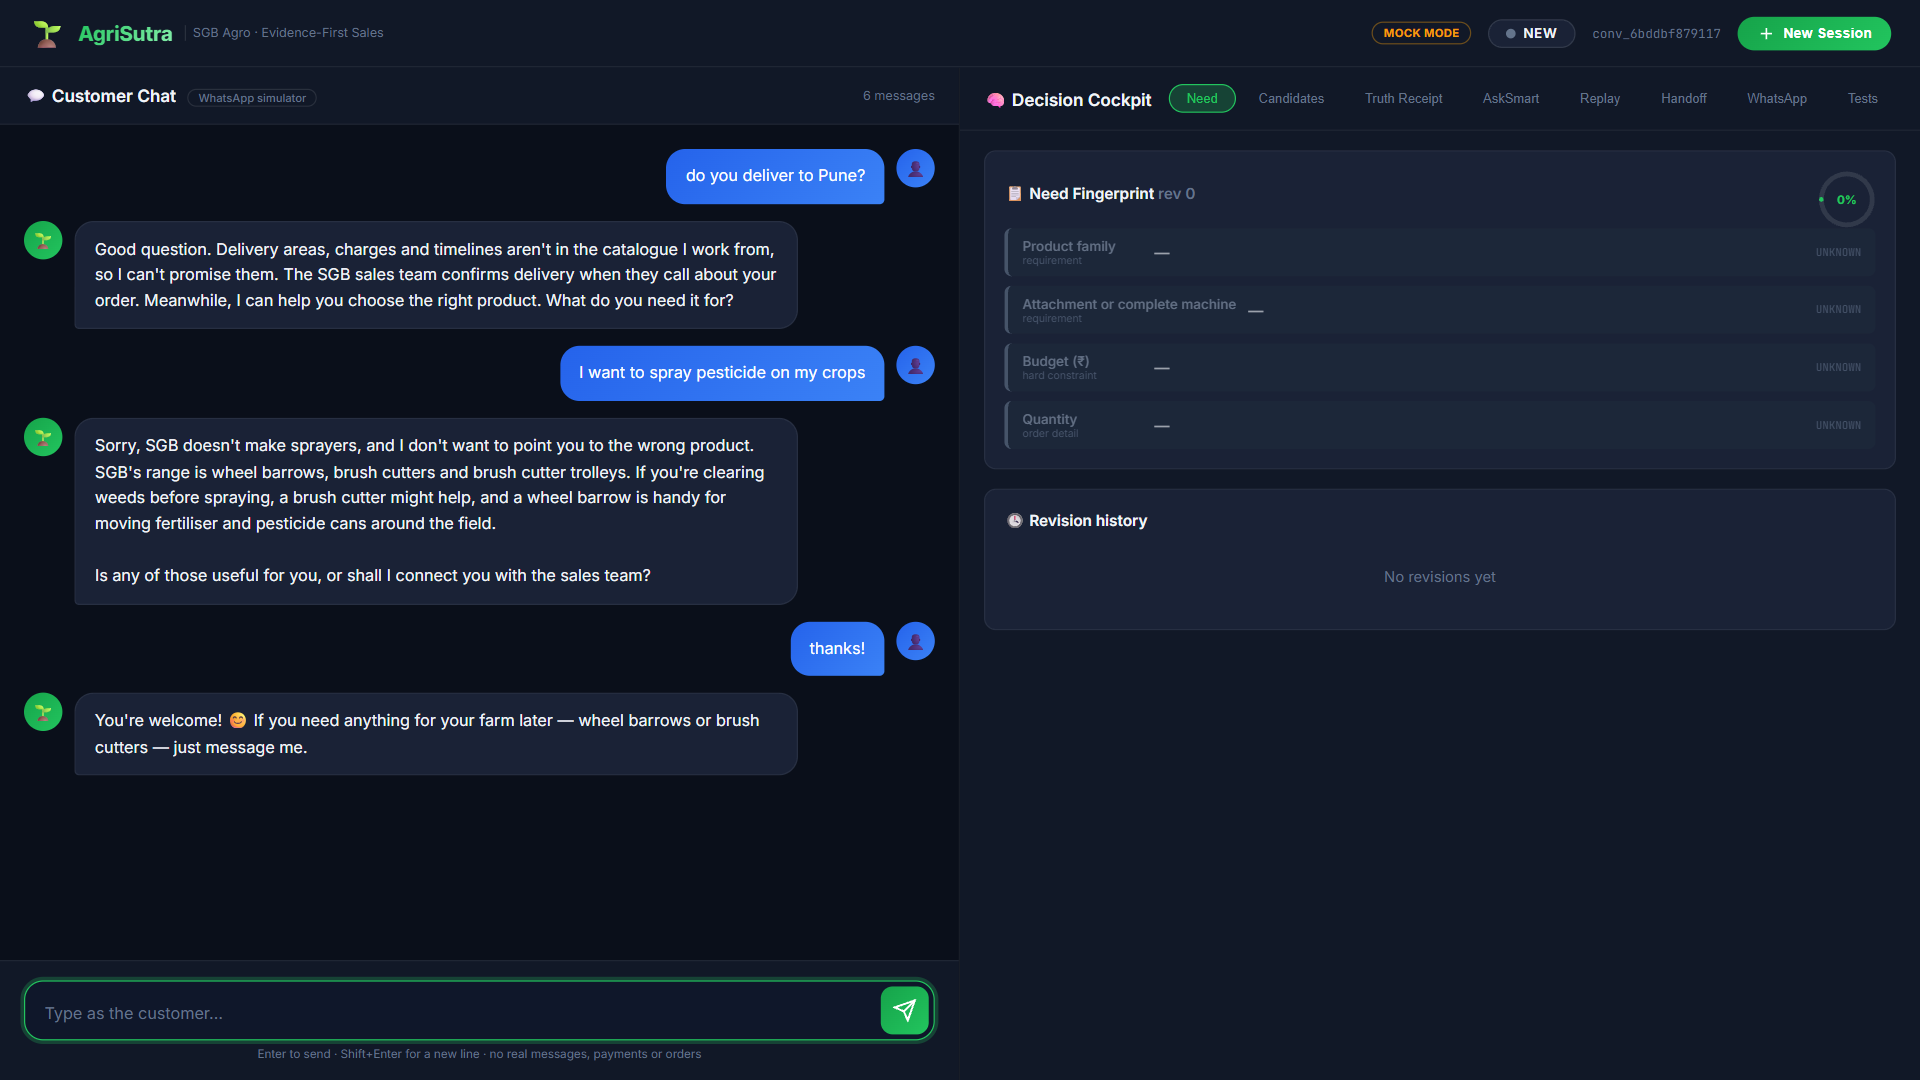 AgriSutra
SGB Agro · Evidence-First Sales
MOCK MODE
NEW
conv_6bddbf879117
+ New Session
Customer Chat
WhatsApp simulator
6 messages
do you deliver to Pune?
Good question. Delivery areas, charges and timelines aren't in the catalogue I work from,
so I can't promise them. The SGB sales team confirms delivery when they call about your
order. Meanwhile, I can help you choose the right product. What do you need it for?
I want to spray pesticide on my crops
Sorry, SGB doesn't make sprayers, and I don't want to point you to the wrong product.
SGB's range is wheel barrows, brush cutters and brush cutter trolleys. If you're clearing
weeds before spraying, a brush cutter might help, and a wheel barrow is handy for
moving fertiliser and pesticide cans around the field.
Is any of those useful for you, or shall I connect you with the sales team?
thanks!
You're welcome! 😊 If you need anything for your farm later — wheel barrows or brush
cutters — just message me.
Type as the customer...
Enter to send · Shift+Enter for a new line · no real messages, payments or orders
Decision Cockpit
Need
Candidates
Truth Receipt
AskSmart
Replay
Handoff
WhatsApp
Tests
Need Fingerprint rev 0
0%
Product family
requirement
—
UNKNOWN
Attachment or complete machine
requirement
—
UNKNOWN
Budget (₹)
hard constraint
—
UNKNOWN
Quantity
order detail
—
UNKNOWN
Revision history
No revisions yet